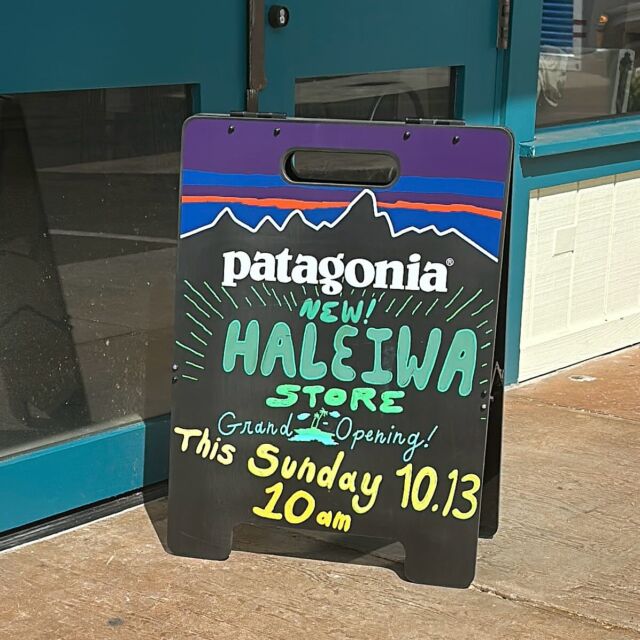 patagonia®
NEW!
HALEIWA
STORE
Grand Opening!
This Sunday 10.13
10am